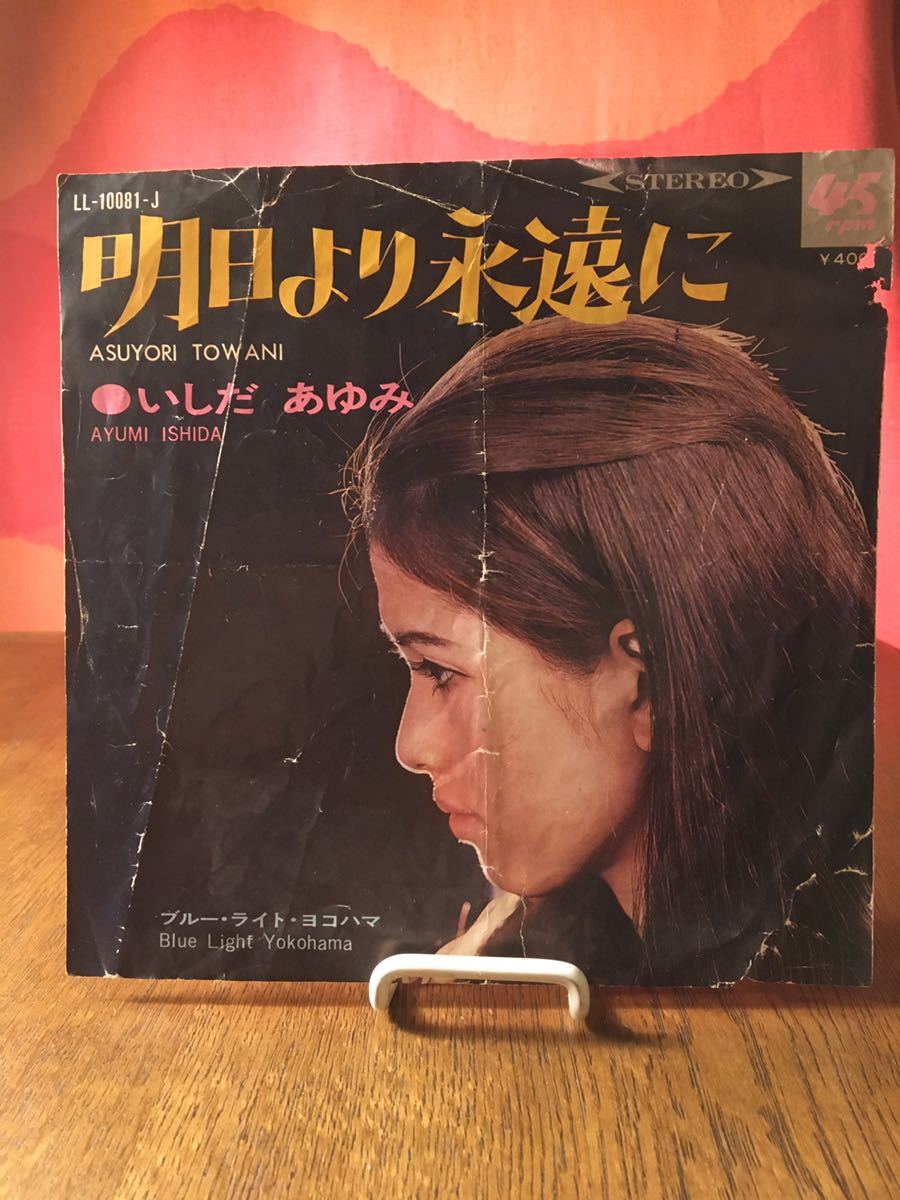 LL-10081-J
STEREO
45
rpm
¥40
明日より永遠に
ASUYORI TOWANI
●いしだ あゆみ
AYUMI ISHIDA
ブルー・ライト・ヨコハマ
Blue Light Yokohama